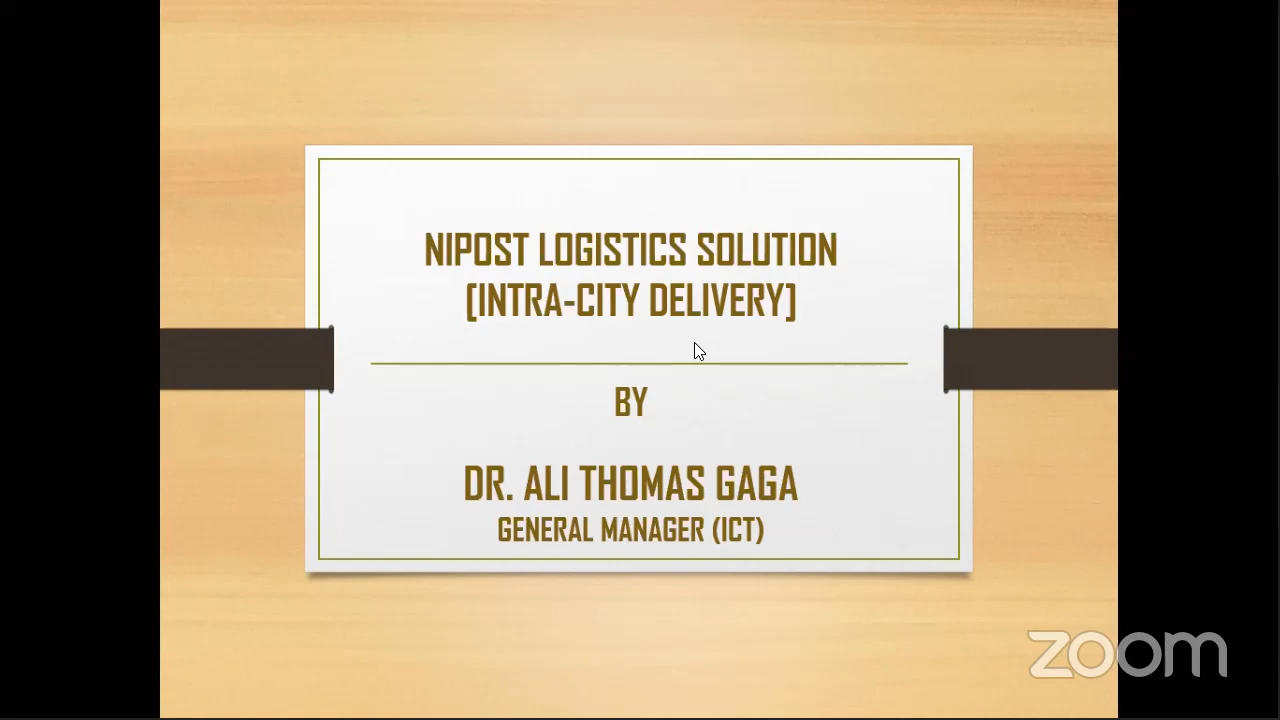 NIPOST LOGISTICS SOLUTION
[INTRA-CITY DELIVERY]
BY
DR. ALI THOMAS GAGA
GENERAL MANAGER (ICT)
zoom